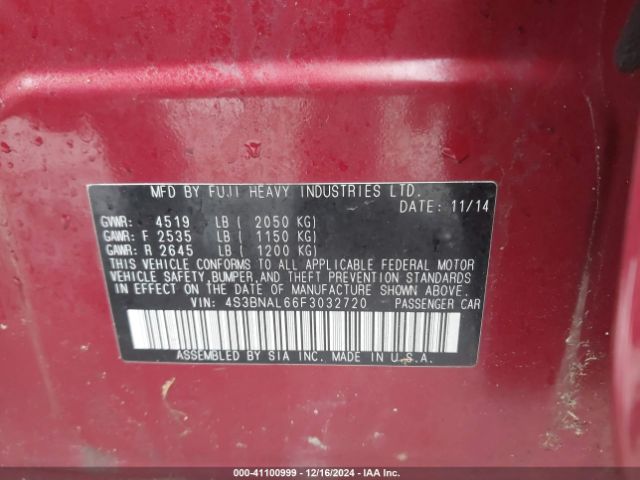 MFD BY FUJI HEAVY INDUSTRIES LTD.
DATE: 11/14
GVWR: 4519 LB ( 2050 KG)
GAWR: F 2535 LB ( 1150 KG)
GAWR: R 2645 LB ( 1200 KG)
THIS VEHICLE CONFORMS TO ALL APPLICABLE FEDERAL MOTOR
VEHICLE SAFETY,BUMPER,AND THEFT PREVENTION STANDARDS
IN EFFECT ON THE DATE OF MANUFACTURE SHOWN ABOVE.
VIN: 4S3BNAL66F3032720 PASSENGER CAR
ASSEMBLED BY SIA INC. MADE IN U.S.A.
000-41100999 - 12/16/2024 - IAA Inc.